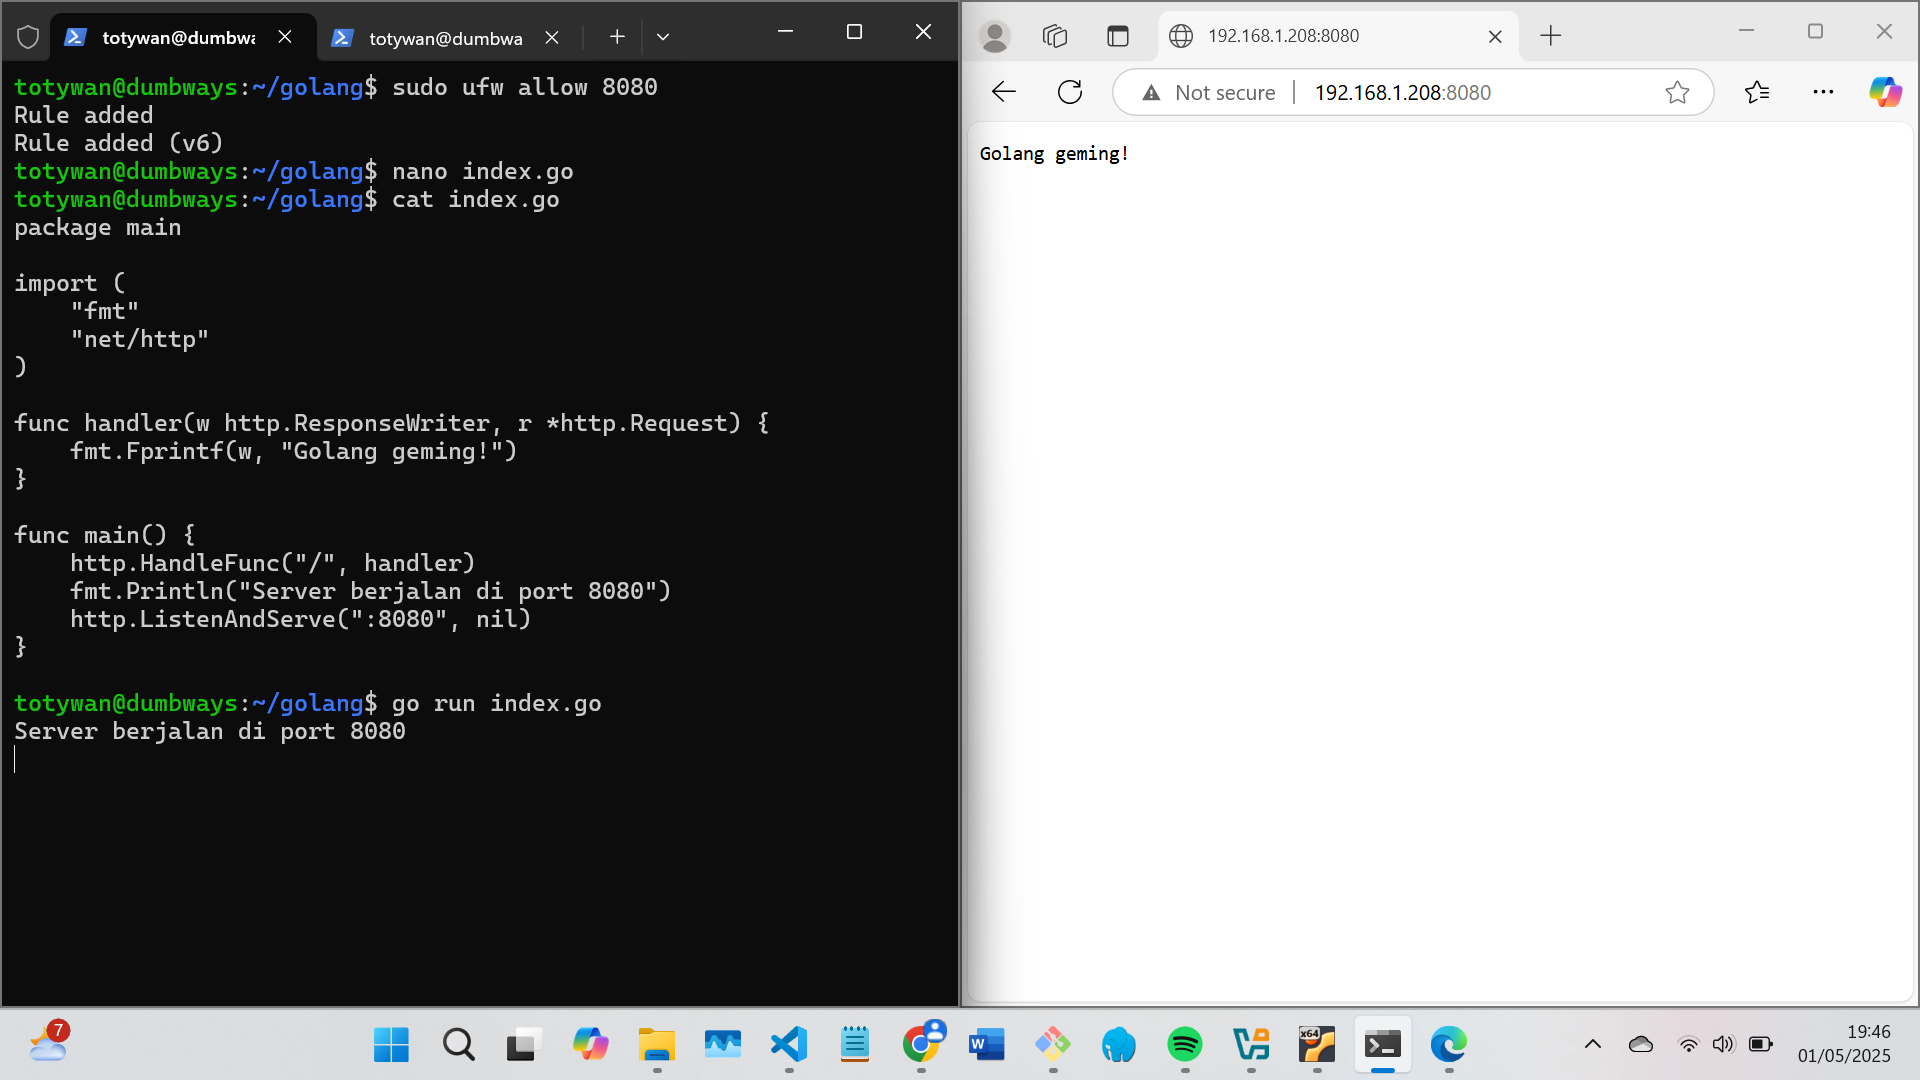 totywan@dumbwa
totywan@dumbwa
totywan@dumbways:~/golang$ sudo ufw allow 8080
Rule added
Rule added (v6)
totywan@dumbways:~/golang$ nano index.go
totywan@dumbways:~/golang$ cat index.go
package main
import (
    "fmt"
    "net/http"
)
func handler(w http.ResponseWriter, r *http.Request) {
    fmt.Fprintf(w, "Golang geming!")
}
func main() {
    http.HandleFunc("/", handler)
    fmt.Println("Server berjalan di port 8080")
    http.ListenAndServe(":8080", nil)
}
totywan@dumbways:~/golang$ go run index.go
Server berjalan di port 8080
192.168.1.208:8080
Not secure
192.168.1.208:8080
Golang geming!
7
W
x64
19:46
01/05/2025